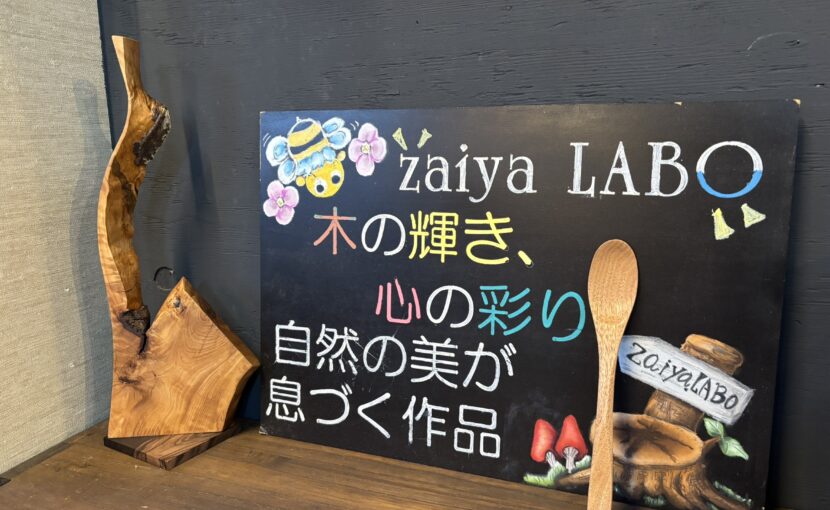 zaiya LABO
木の輝き、
心の彩り
自然の美が
息づく作品
zaiyaLABO